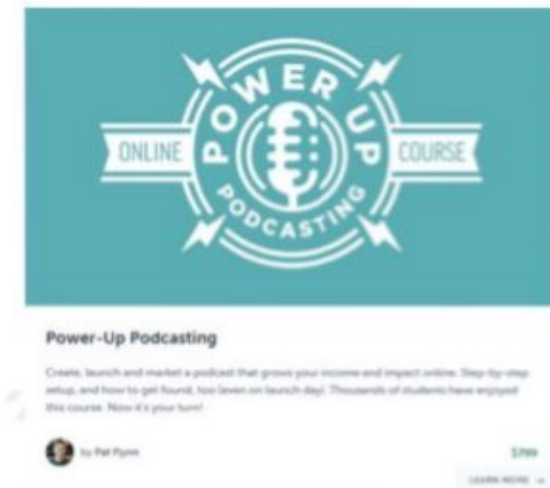 POWER UP
ONLINE
COURSE
PODCASTING
Power-Up Podcasting
Create, launch and market a podcast that grows your income and impact online. Step-by-step
setup, and how to get found, too (even on launch day). Thousands of students have enjoyed
this course. Now it's your turn!
by Pat Flynn
$799
LEARN MORE